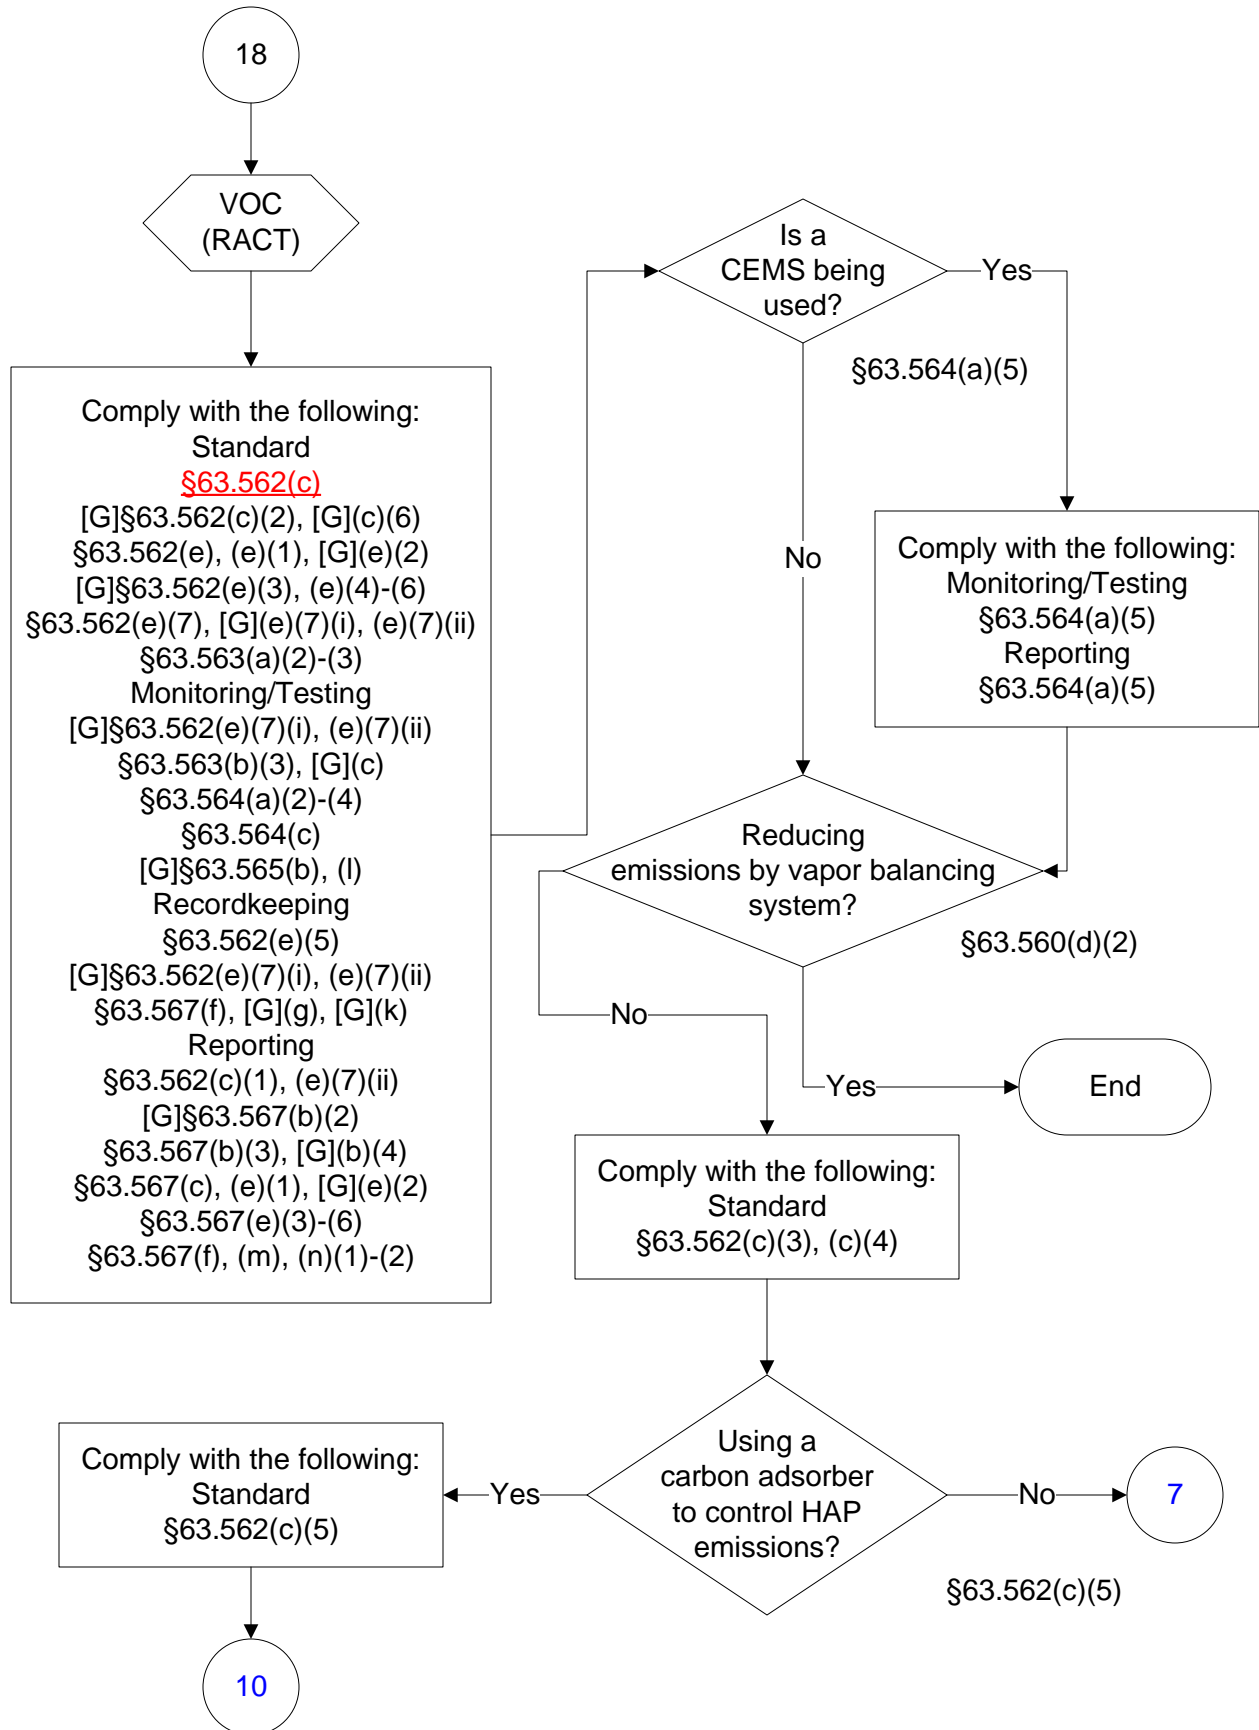 18
VOC
(RACT)
Comply with the following:
Standard
§63.562(c)
[G]§63.562(c)(2), [G](c)(6)
§63.562(e), (e)(1), [G](e)(2)
[G]§63.562(e)(3), (e)(4)-(6)
§63.562(e)(7), [G](e)(7)(i), (e)(7)(ii)
§63.563(a)(2)-(3)
Monitoring/Testing
[G]§63.562(e)(7)(i), (e)(7)(ii)
§63.563(b)(3), [G](c)
§63.564(a)(2)-(4)
§63.564(c)
[G]§63.565(b), (l)
Recordkeeping
§63.562(e)(5)
[G]§63.562(e)(7)(i), (e)(7)(ii)
§63.567(f), [G](g), [G](k)
Reporting
§63.562(c)(1), (e)(7)(ii)
[G]§63.567(b)(2)
§63.567(b)(3), [G](b)(4)
§63.567(c), (e)(1), [G](e)(2)
§63.567(e)(3)-(6)
§63.567(f), (m), (n)(1)-(2)
Is a
CEMS being
used?
Yes
§63.564(a)(5)
No
Comply with the following:
Monitoring/Testing
§63.564(a)(5)
Reporting
§63.564(a)(5)
Reducing
emissions by vapor balancing
system?
§63.560(d)(2)
No
Yes
End
Comply with the following:
Standard
§63.562(c)(3), (c)(4)
Using a
carbon adsorber
to control HAP
emissions?
§63.562(c)(5)
No
7
Yes
Comply with the following:
Standard
§63.562(c)(5)
10